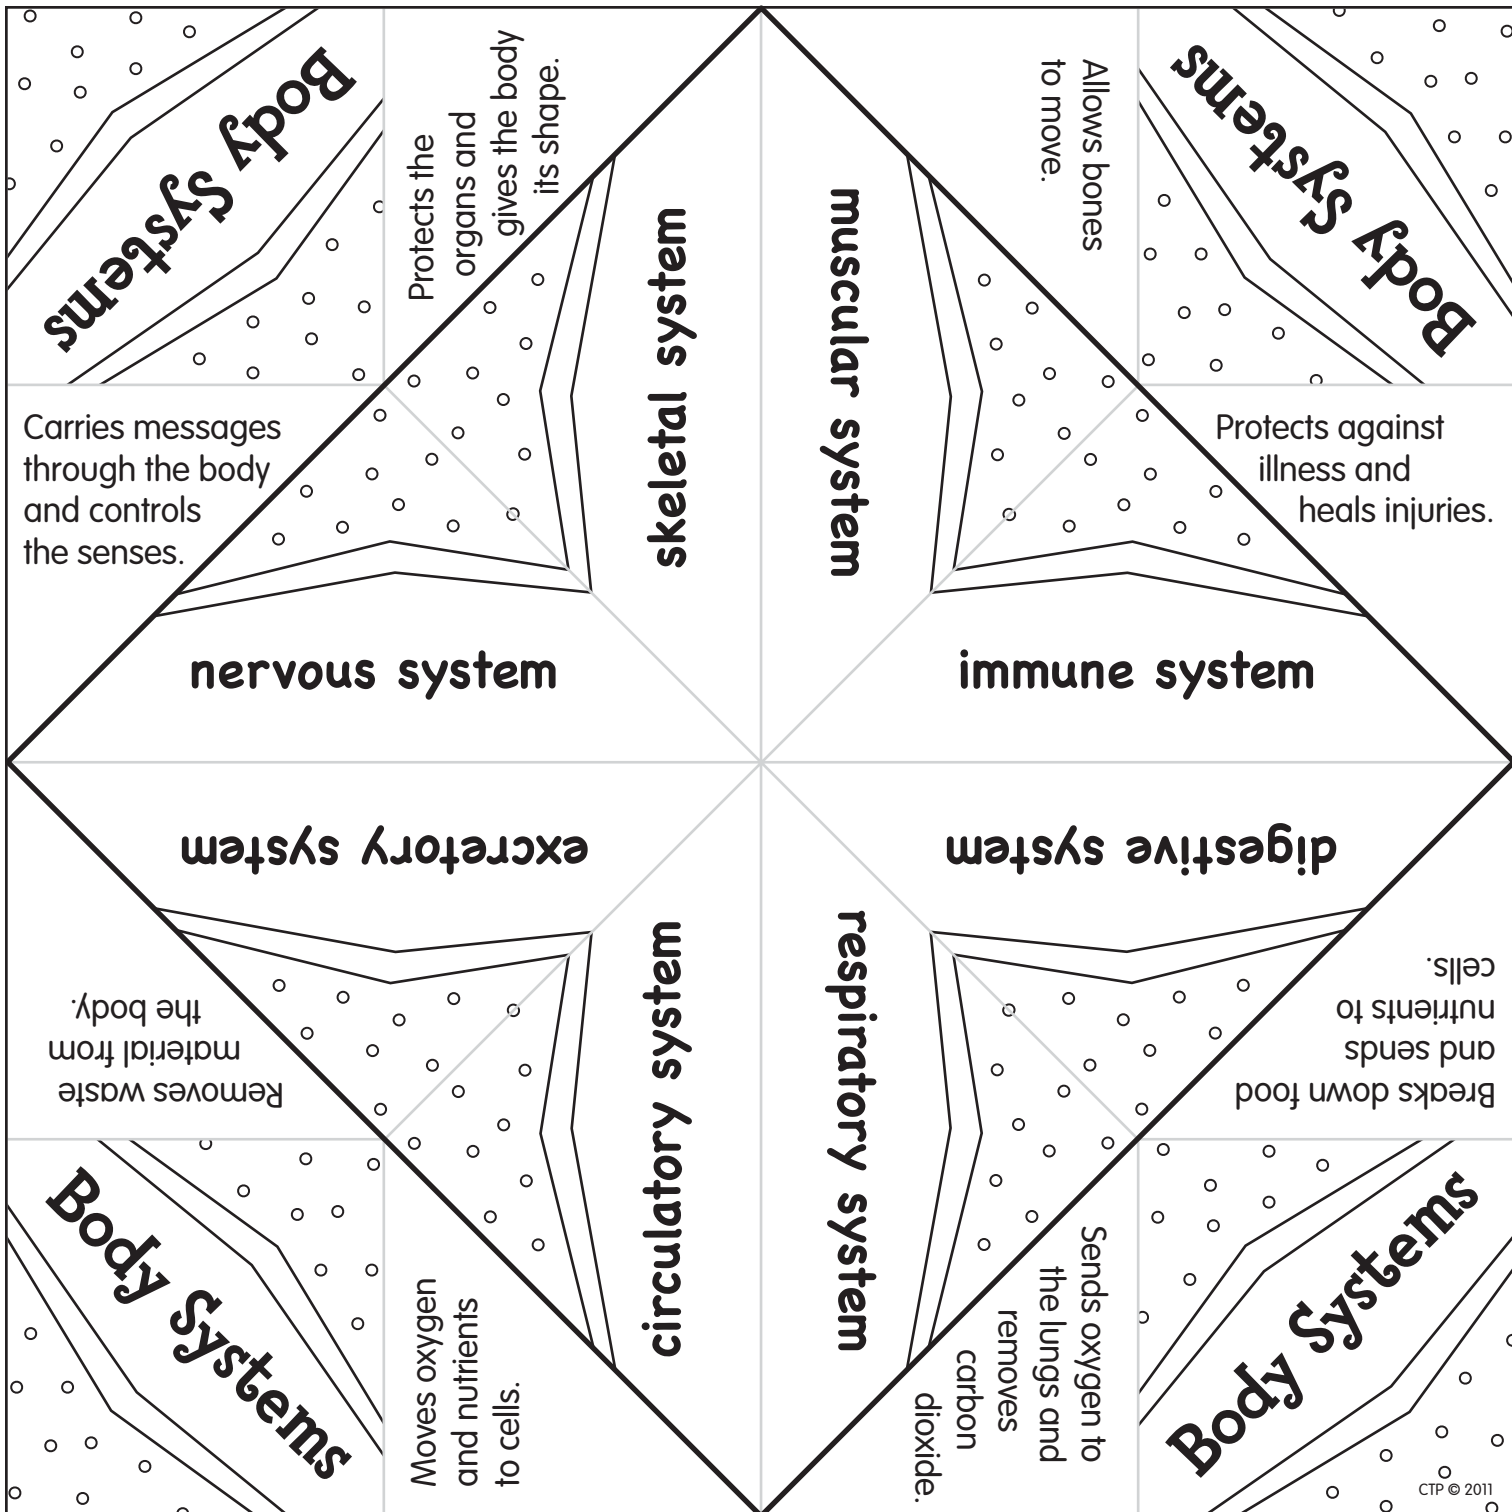 Body Systems
Protects the
organs and
gives the body
its shape.
Allows bones
to move.
Body Systems
skeletal system
muscular system
Carries messages
through the body
and controls
the senses.
Protects against
illness and
heals injuries.
nervous system
immune system
excretory system
digestive system
Removes waste
material from
the body.
circulatory system
respiratory system
Breaks down food
and sends
nutrients to
cells.
Body Systems
Moves oxygen
and nutrients
to cells.
Sends oxygen to
the lungs and
removes
carbon
dioxide.
Body Systems
CTP © 2011